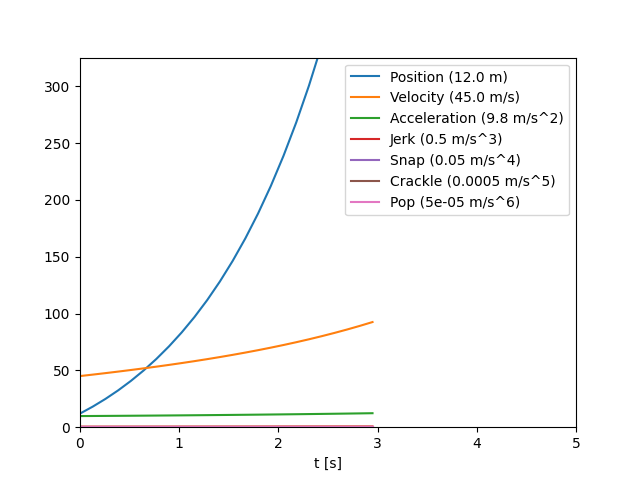 300
250
200
150
100
50
0
Position (12.0 m)
Velocity (45.0 m/s)
Acceleration (9.8 m/s^2)
Jerk (0.5 m/s^3)
Snap (0.05 m/s^4)
Crackle (0.0005 m/s^5)
Pop (5e-05 m/s^6)
0 1 2 3 4 5
t [s]